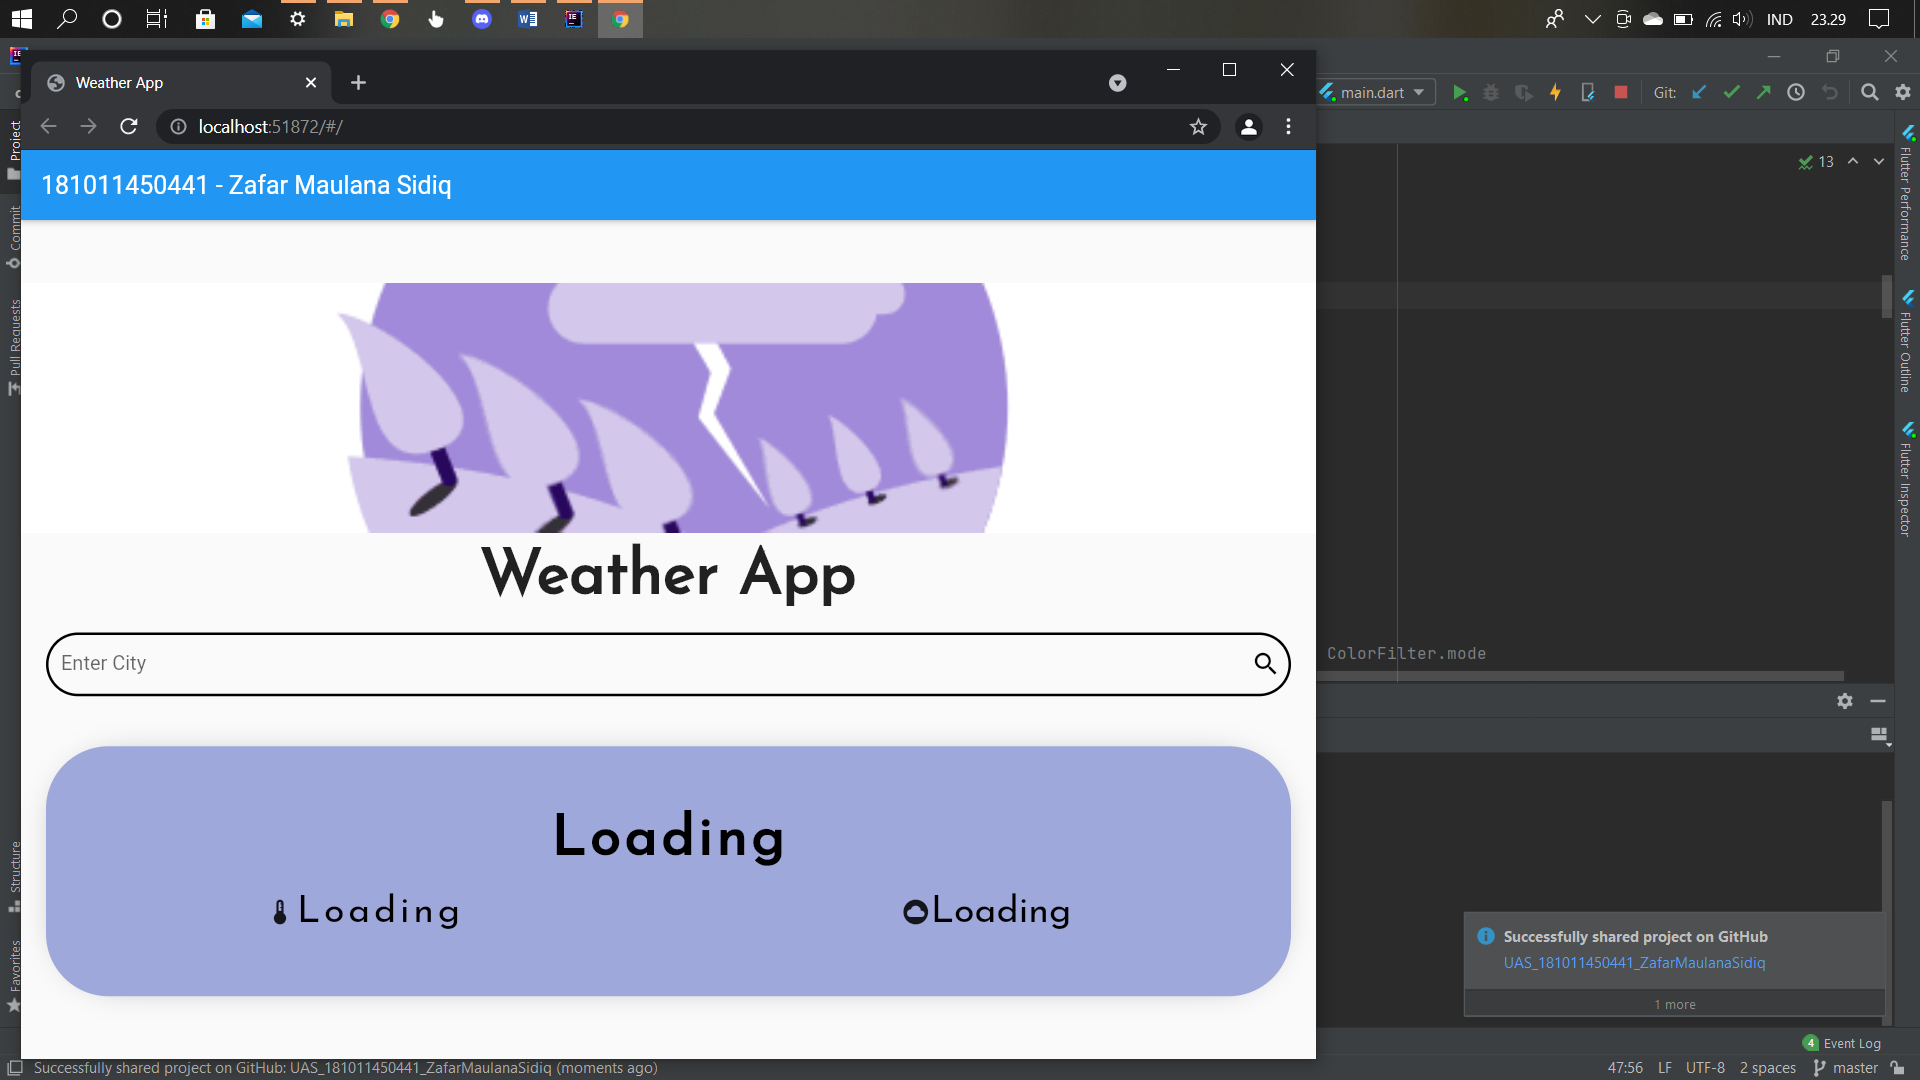 IND
23.29
Weather App
main.dart
Git:
localhost:51872/#/
Project
Commit
Pull Requests
Structure
Favorites
181011450441 - Zafar Maulana Sidiq
13
Flutter Performance
Flutter Outline
Flutter Inspector
Weather App
Enter City
ColorFilter.mode
Loading
Loading
Loading
Successfully shared project on GitHub
UAS_181011450441_ZafarMaulanaSidiq
1 more
4 Event Log
Successfully shared project on GitHub: UAS_181011450441_ZafarMaulanaSidiq (moments ago)
47:56 LF UTF-8 2 spaces master